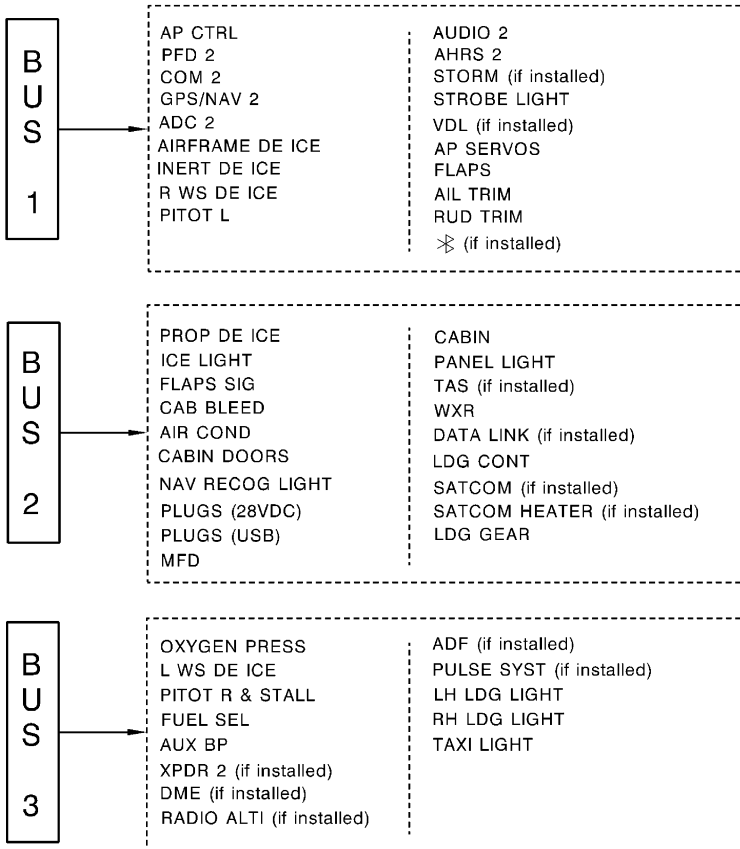 BUS 1
AP CTRL
PFD 2
COM 2
GPS/NAV 2
ADC 2
AIRFRAME DE ICE
INERT DE ICE
R WS DE ICE
PITOT L
AUDIO 2
AHRS 2
STORM (if installed)
STROBE LIGHT
VDL (if installed)
AP SERVOS
FLAPS
AIL TRIM
RUD TRIM
(if installed)
BUS 2
PROP DE ICE
ICE LIGHT
FLAPS SIG
CAB BLEED
AIR COND
CABIN DOORS
NAV RECOG LIGHT
PLUGS (28VDC)
PLUGS (USB)
MFD
CABIN
PANEL LIGHT
TAS (if installed)
WXR
DATA LINK (if installed)
LDG CONT
SATCOM (if installed)
SATCOM HEATER (if installed)
LDG GEAR
BUS 3
OXYGEN PRESS
L WS DE ICE
PITOT R & STALL
FUEL SEL
AUX BP
XPDR 2 (if installed)
DME (if installed)
RADIO ALTI (if installed)
ADF (if installed)
PULSE SYST (if installed)
LH LDG LIGHT
RH LDG LIGHT
TAXI LIGHT